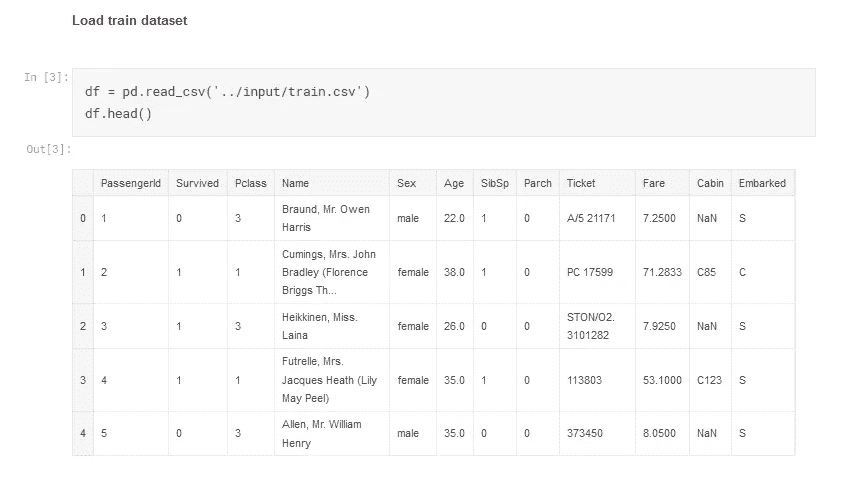 Load train dataset
In [3]:
df = pd.read_csv('../input/train.csv')
df.head()
Out[3]:
PassengerId Survived Pclass Name Sex Age SibSp Parch Ticket Fare Cabin Embarked
0 1 0 3 Braund, Mr. Owen male 22.0 1 0 A/5 21171 7.2500 NaN S
Harris
1 2 1 1 Cumings, Mrs. John female 38.0 1 0 PC 17599 71.2833 C85 C
Bradley (Florence
Briggs Th...
2 3 1 3 Heikkinen, Miss. female 26.0 0 0 STON/O2. 7.9250 NaN S
Laina 3101282
3 4 1 1 Futrelle, Mrs. female 35.0 1 0 113803 53.1000 C123 S
Jacques Heath (Lily
May Peel)
4 5 0 3 Allen, Mr. William male 35.0 0 0 373450 8.0500 NaN S
Henry